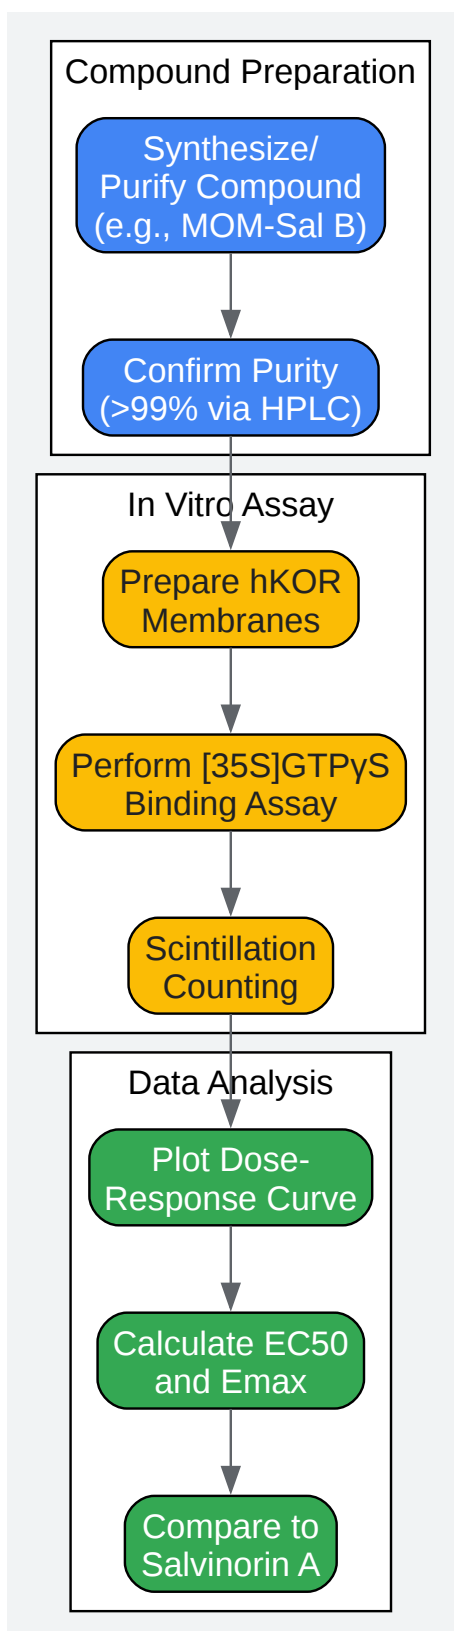 Compound Preparation
Synthesize/
Purify Compound
(e.g., MOM-Sal B)
Confirm Purity
(>99% via HPLC)
In Vitro Assay
Prepare hKOR
Membranes
Perform [35S]GTPγS
Binding Assay
Scintillation
Counting
Data Analysis
Plot Dose-
Response Curve
Calculate EC50
and Emax
Compare to
Salvinorin A